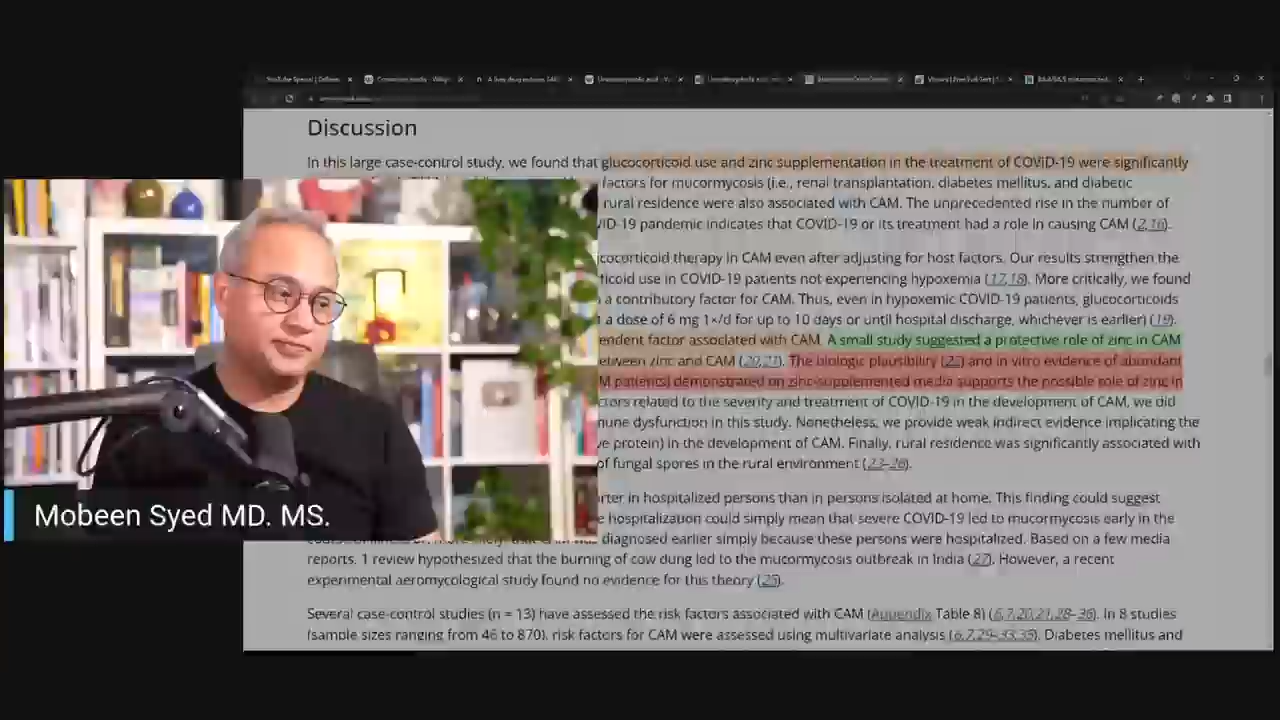 Discussion
In this large case-control study, we found that glucocorticoid use and zinc supplementation in the treatment of COVID-19 were significantly
factors for mucormycosis (i.e., renal transplantation, diabetes mellitus, and diabetic
rural residence were also associated with CAM. The unprecedented rise in the number of
ID-19 pandemic indicates that COVID-19 or its treatment had a role in causing CAM (2,16).
cocorticoid therapy in CAM even after adjusting for host factors. Our results strengthen the
ticoid use in COVID-19 patients not experiencing hypoxemia (17,18). More critically, we found
a contributory factor for CAM. Thus, even in hypoxemic COVID-19 patients, glucocorticoids
a dose of 6 mg 1×/d for up to 10 days or until hospital discharge, whichever is earlier) (19).
endent factor associated with CAM. A small study suggested a protective role of zinc in CAM
etween zinc and CAM (20,21). The biologic plausibility (22) and in vitro evidence of abundant
M patients) demonstrated on zinc-supplemented media supports the possible role of zinc in
ctors related to the severity and treatment of COVID-19 in the development of CAM, we did
mune dysfunction in this study. Nonetheless, we provide weak indirect evidence implicating the
ve protein) in the development of CAM. Finally, rural residence was significantly associated with
of fungal spores in the rural environment (23–26).
rter in hospitalized persons than in persons isolated at home. This finding could suggest
e hospitalization could simply mean that severe COVID-19 led to mucormycosis early in the
diagnosed earlier simply because these persons were hospitalized. Based on a few media
reports, 1 review hypothesized that the burning of cow dung led to the mucormycosis outbreak in India (27). However, a recent
experimental aeromycological study found no evidence for this theory (25).
Several case-control studies (n = 13) have assessed the risk factors associated with CAM (Appendix Table 8) (6,7,20,21,28–36). In 8 studies
(sample sizes ranging from 46 to 870), risk factors for CAM were assessed using multivariate analysis (6,7,29–33,35). Diabetes mellitus and
Mobeen Syed MD. MS.